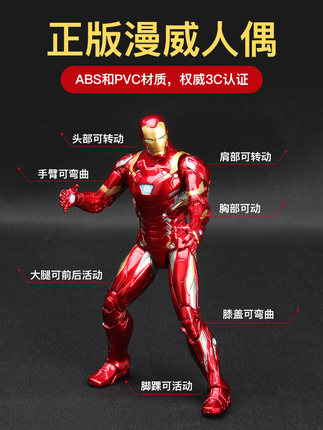 正版漫威人偶
ABS和PVC材质，权威3C认证
头部可转动
肩部可转动
手臂可弯曲
胸部可动
大腿可前后活动
膝盖可弯曲
脚踝可活动